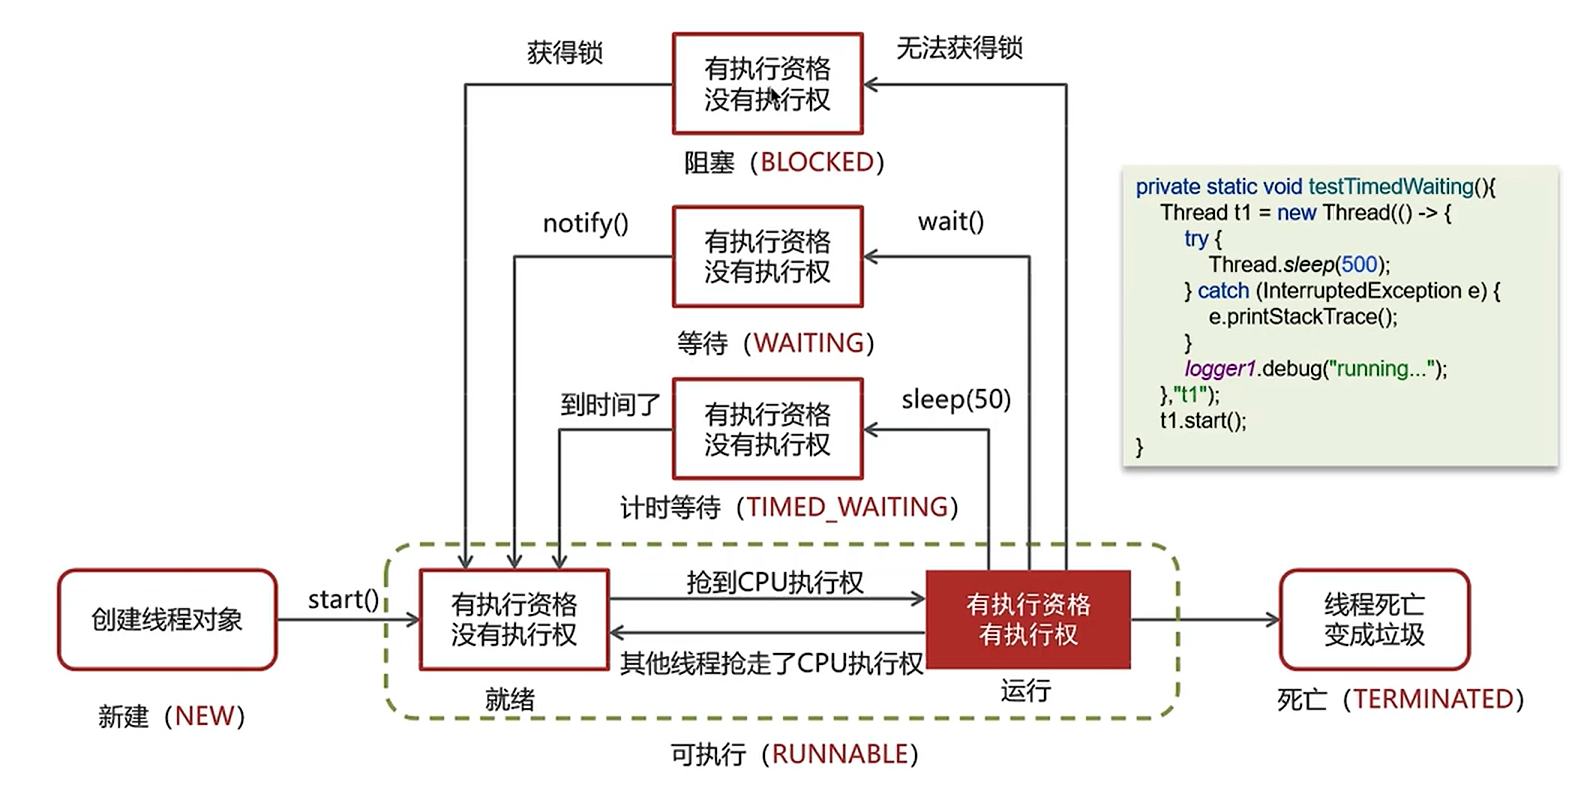 获得锁
无法获得锁
有执行资格
没有执行权
阻塞（BLOCKED）
notify()
wait()
有执行资格
没有执行权
等待（WAITING）
到时间了
sleep(50)
有执行资格
没有执行权
计时等待（TIMED_WAITING）
private static void testTimedWaiting(){
Thread t1 = new Thread(() -> {
try {
Thread.sleep(500);
} catch (InterruptedException e) {
e.printStackTrace();
}
logger1.debug("running...");
},"t1");
t1.start();
}
创建线程对象
新建（NEW）
start()
有执行资格
没有执行权
就绪
抢到CPU执行权
其他线程抢走了CPU执行权
有执行资格
有执行权
运行
可执行（RUNNABLE）
线程死亡
变成垃圾
死亡（TERMINATED）